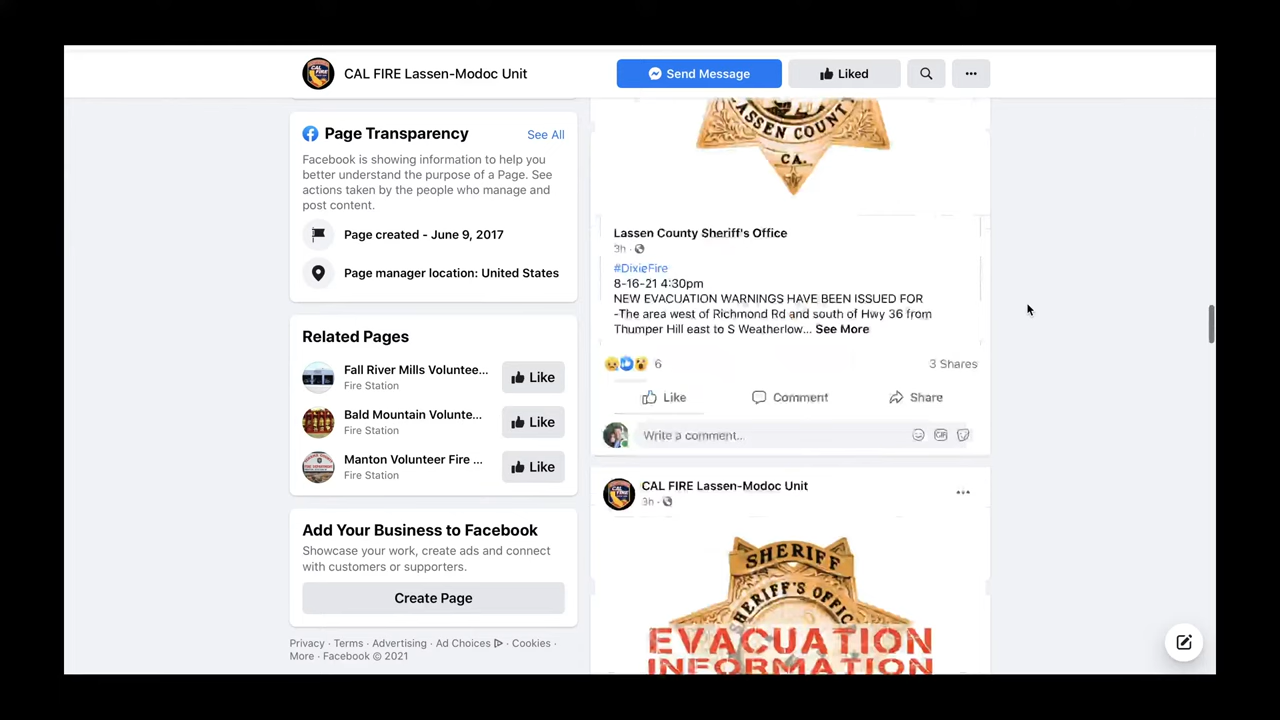 CAL FIRE Lassen-Modoc Unit
Send Message
Liked
Page Transparency
See All
Facebook is showing information to help you
better understand the purpose of a Page. See
actions taken by the people who manage and
post content.
Page created - June 9, 2017
Page manager location: United States
Related Pages
Fall River Mills Voluntee...
Fire Station
Like
Bald Mountain Volunte...
Fire Station
Like
Manton Volunteer Fire ...
Fire Station
Like
Add Your Business to Facebook
Showcase your work, create ads and connect
with customers or supporters.
Create Page
Privacy · Terms · Advertising · Ad Choices · Cookies ·
More · Facebook © 2021
LASSEN COUNTY
CA.
Lassen County Sheriff's Office
3h ·
#DixieFire
8-16-21 4:30pm
NEW EVACUATION WARNINGS HAVE BEEN ISSUED FOR
-The area west of Richmond Rd and south of Hwy 36 from
Thumper Hill east to S Weatherlow... See More
6
3 Shares
Like
Comment
Share
Write a comment...
GIF
CAL FIRE Lassen-Modoc Unit
3h ·
SHERIFF
SHERIFF'S OFFIC
EVACUATION
INFORMATION